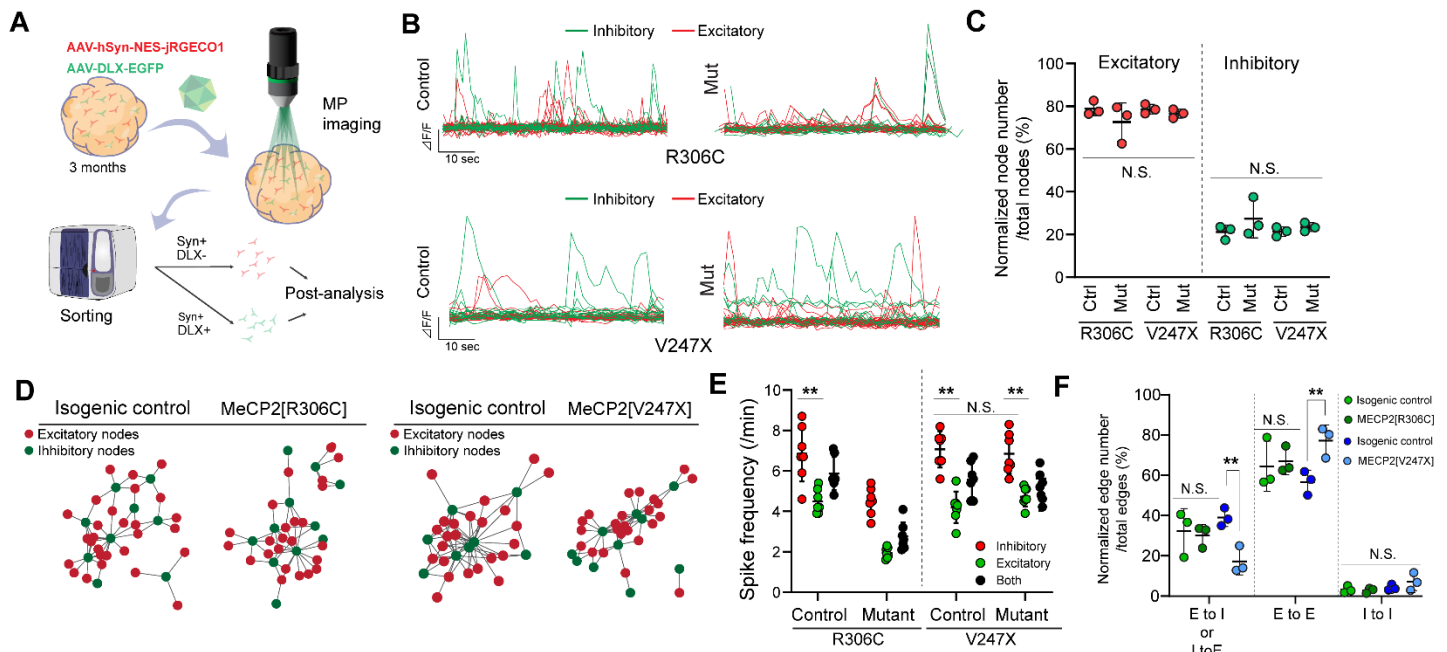 A
AAV-hSyn-NES-jRGECO1
AAV-DLX-EGFP
MP
imaging
3 months
Syn+
DLX-
Syn+
DLX+
Sorting
Post-analysis
B
Inhibitory
Excitatory
Control
Mut
⊿F/F
10 sec
R306C
Inhibitory
Excitatory
Control
Mut
⊿F/F
10 sec
V247X
C
Normalized node number
/total nodes (%)
100
80
60
40
20
0
Excitatory
Inhibitory
N.S.
N.S.
Ctrl
Mut
Ctrl
Mut
Ctrl
Mut
Ctrl
Mut
R306C
V247X
R306C
V247X
D
Isogenic control
MeCP2[R306C]
Excitatory nodes
Inhibitory nodes
Isogenic control
MeCP2[V247X]
Excitatory nodes
Inhibitory nodes
E
Spike frequency (/min)
10
8
6
4
2
0
**
**
**
N.S.
Inhibitory
Excitatory
Both
Control
Mutant
Control
Mutant
R306C
V247X
F
Normalized edge number
/total edges (%)
100
80
60
40
20
0
N.S.
**
N.S.
**
N.S.
Isogenic control
MECP2[R306C]
Isogenic control
MECP2[V247X]
E to I
or
I toE
E to E
I to I